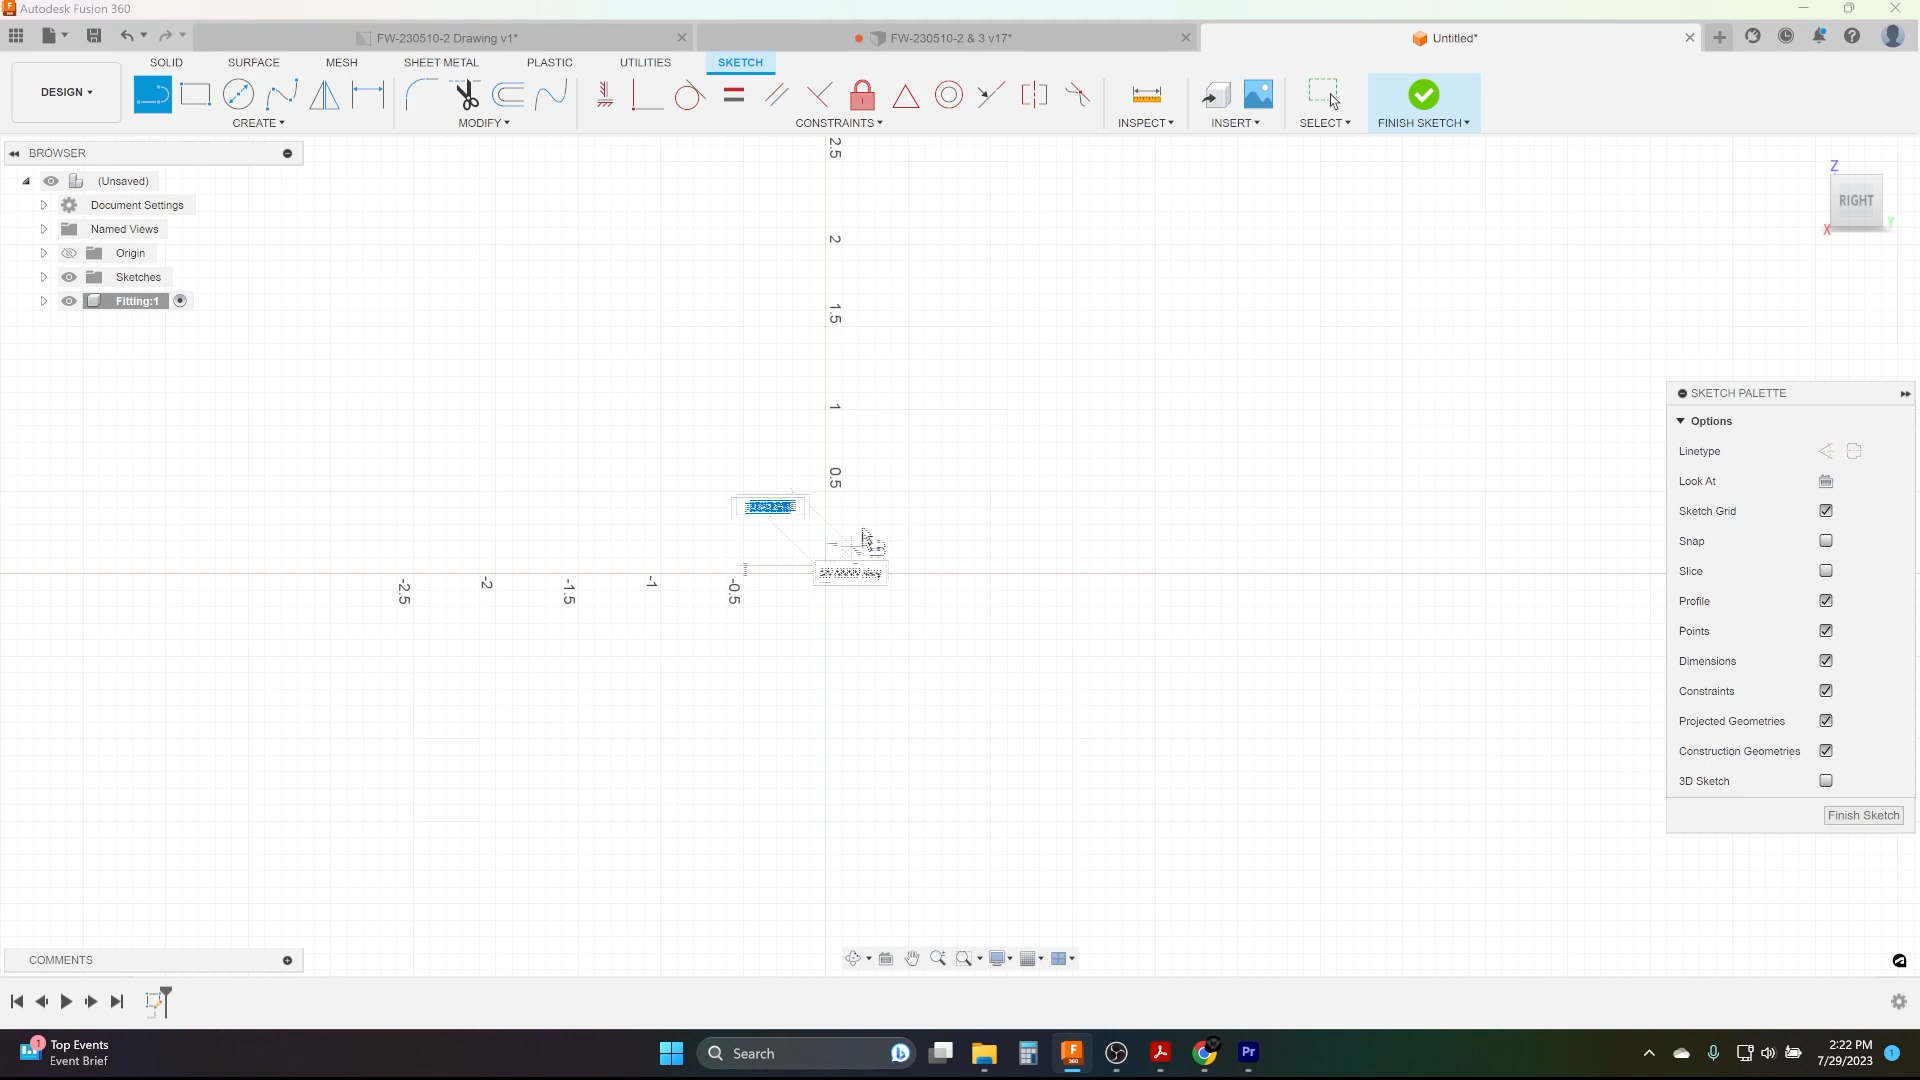 Autodesk Fusion 360
FW-230510-2 Drawing v1*
FW-230510-2 & 3 v17*
Untitled*
SOLID
SURFACE
MESH
SHEET METAL
PLASTIC
UTILITIES
SKETCH
DESIGN
CREATE
MODIFY
CONSTRAINTS
INSPECT
INSERT
SELECT
FINISH SKETCH
BROWSER
(Unsaved)
Document Settings
Named Views
Origin
Sketches
Fitting:1
2.5
2
1.5
1
0.5
-2.5
-2
-1.5
-1
-0.5
Z
RIGHT
X
Y
SKETCH PALETTE
Options
Linetype
Look At
Sketch Grid
Snap
Slice
Profile
Points
Dimensions
Constraints
Projected Geometries
Construction Geometries
3D Sketch
Finish Sketch
COMMENTS
1
Top Events
Event Brief
Search
F
360
Pr
2:22 PM
7/29/2023
1